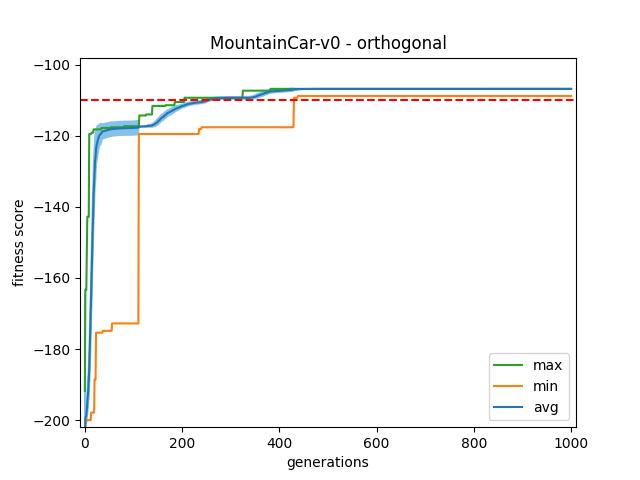 MountainCar-v0 - orthogonal
−100
−120
−140
−160
−180
−200
fitness score
0
200
400
600
800
1000
generations
max
min
avg